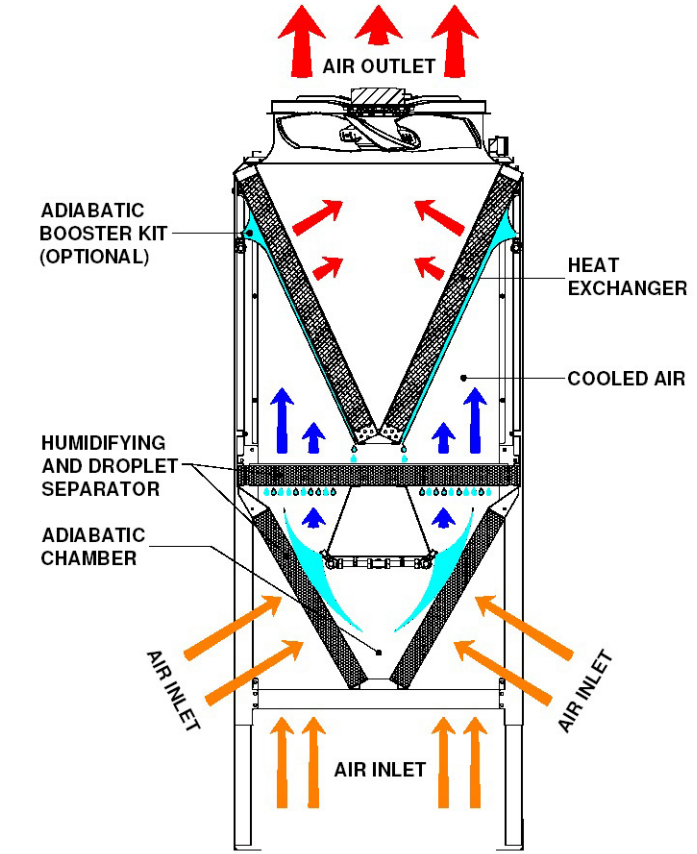 AIR OUTLET
ADIABATIC
BOOSTER KIT
(OPTIONAL)
HEAT
EXCHANGER
COOLED AIR
HUMIDIFYING
AND DROPLET
SEPARATOR
ADIABATIC
CHAMBER
AIR INLET
AIR INLET
AIR INLET